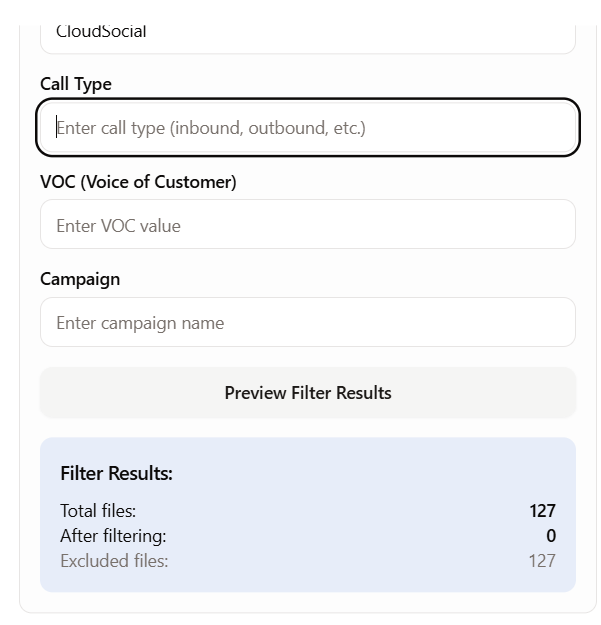 CloudSocial
Call Type
Enter call type (inbound, outbound, etc.)
VOC (Voice of Customer)
Enter VOC value
Campaign
Enter campaign name
Preview Filter Results
Filter Results:
Total files: 127
After filtering: 0
Excluded files: 127